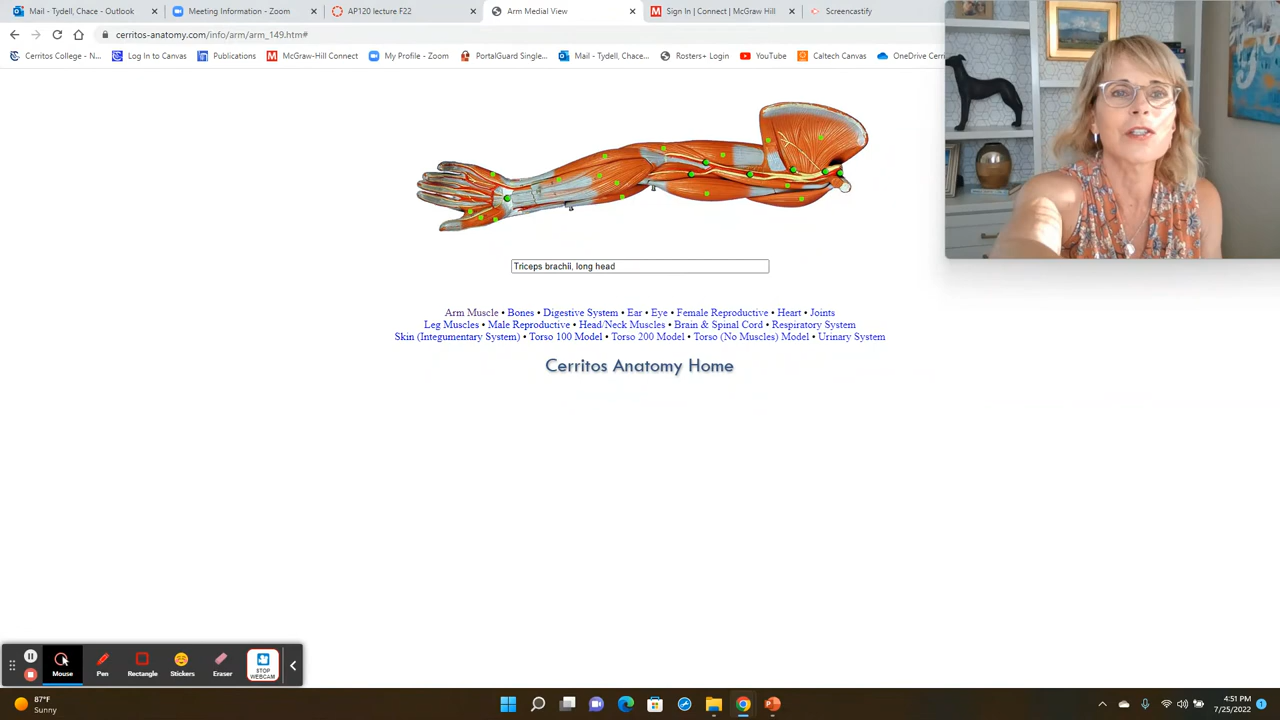 Mail - Tydell, Chace - Outlook
Meeting Information - Zoom
AP120 lecture F22
Arm Medial View
Sign In | Connect | McGraw Hill
Screencastify
cerritos-anatomy.com/info/arm/arm_149.htm#
Cerritos College - N... Log In to Canvas Publications McGraw-Hill Connect My Profile - Zoom PortalGuard Single... Mail - Tydell, Chace... Rosters+ Login YouTube Caltech Canvas OneDrive Cerri
Triceps brachii, long head
Arm Muscle • Bones • Digestive System • Ear • Eye • Female Reproductive • Heart • Joints
Leg Muscles • Male Reproductive • Head/Neck Muscles • Brain & Spinal Cord • Respiratory System
Skin (Integumentary System) • Torso 100 Model • Torso 200 Model • Torso (No Muscles) Model • Urinary System
Cerritos Anatomy Home
Mouse Pen Rectangle Stickers Eraser STOP WEBCAM
87°F
Sunny
4:51 PM
7/25/2022